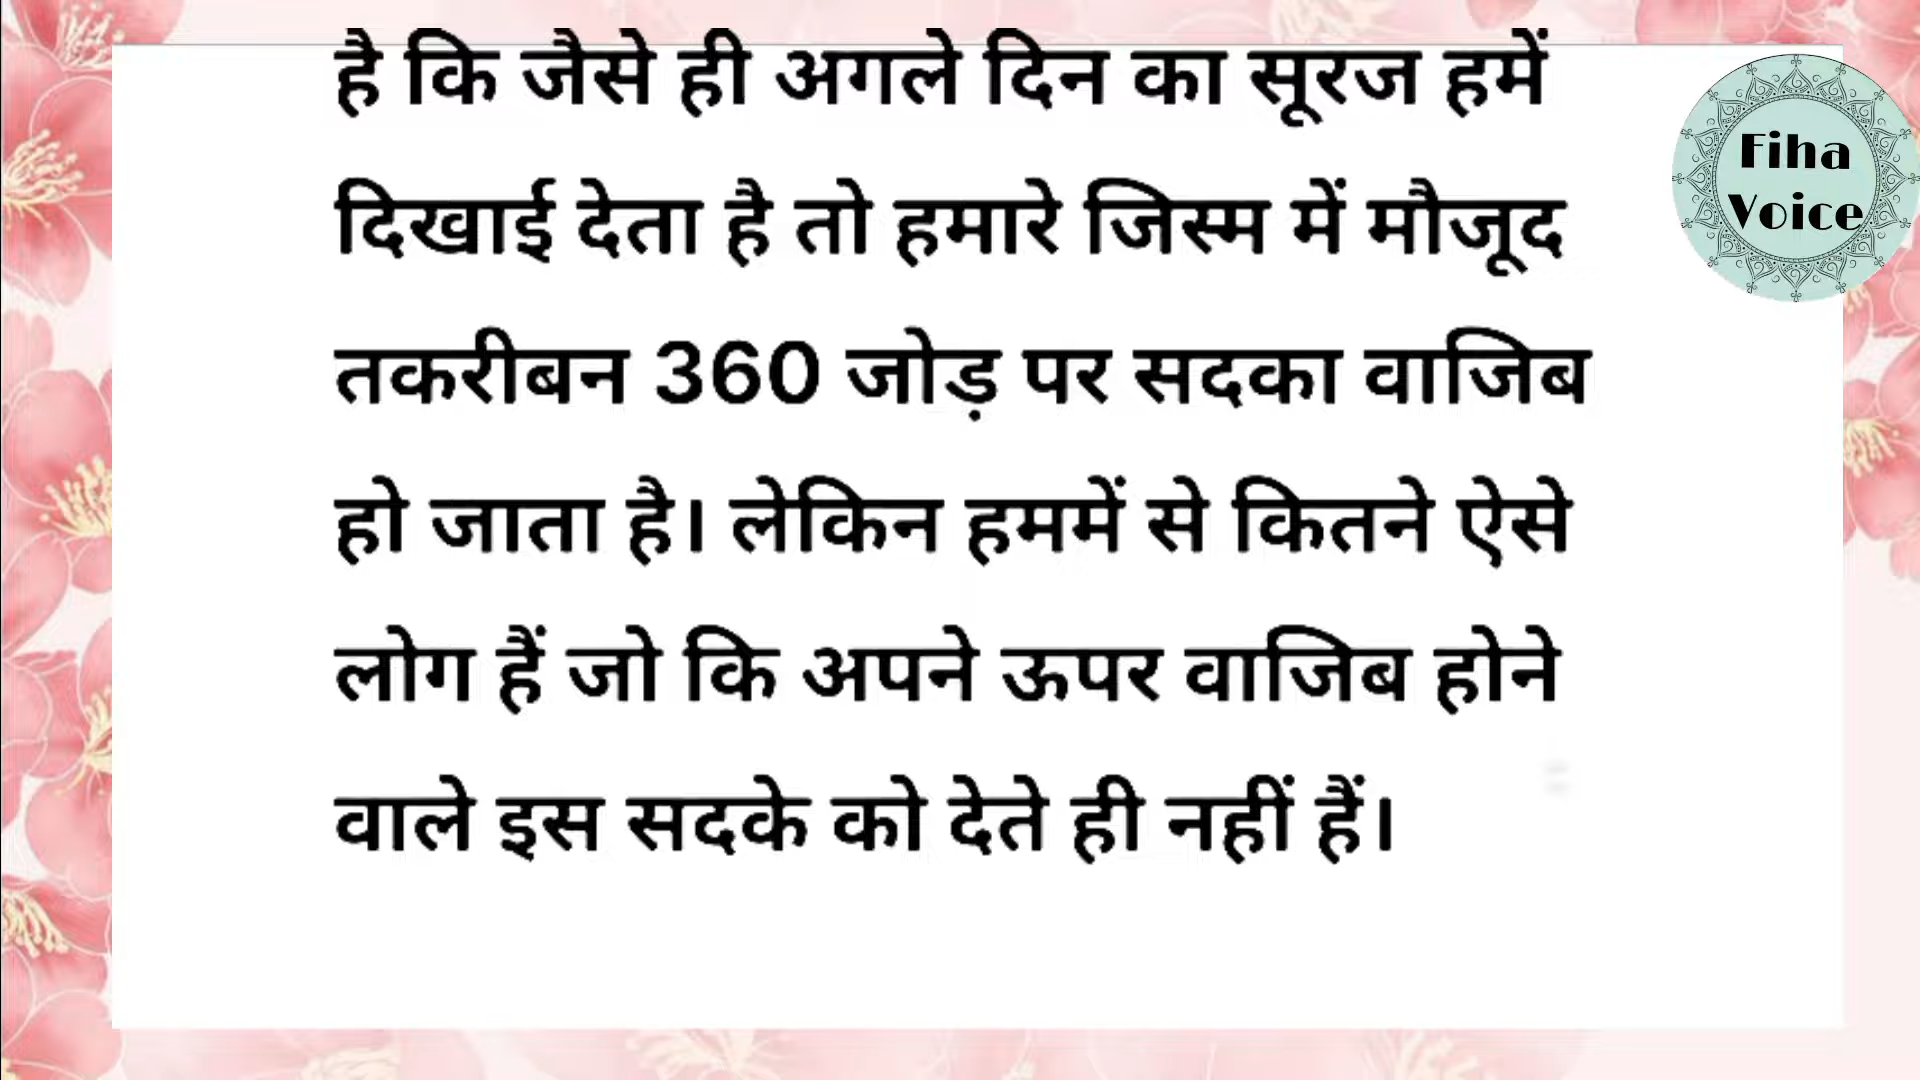 है कि जैसे ही अगले दिन का सूरज हमें
दिखाई देता है तो हमारे जिस्म में मौजूद
तकरीबन 360 जोड़ पर सदका वाजिब
हो जाता है। लेकिन हममें से कितने ऐसे
लोग हैं जो कि अपने ऊपर वाजिब होने
वाले इस सदके को देते ही नहीं हैं।
Fiha
Voice